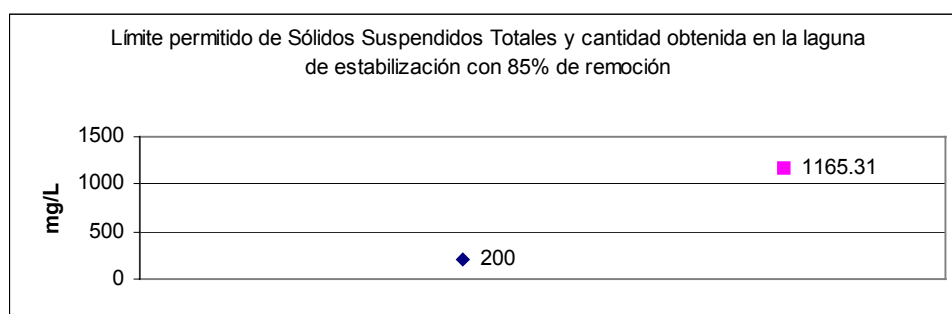 Límite permitido de Sólidos Suspendidos Totales y cantidad obtenida en la laguna
de estabilización con 85% de remoción
1500
1000
500
0
mg/L
1165.31
200